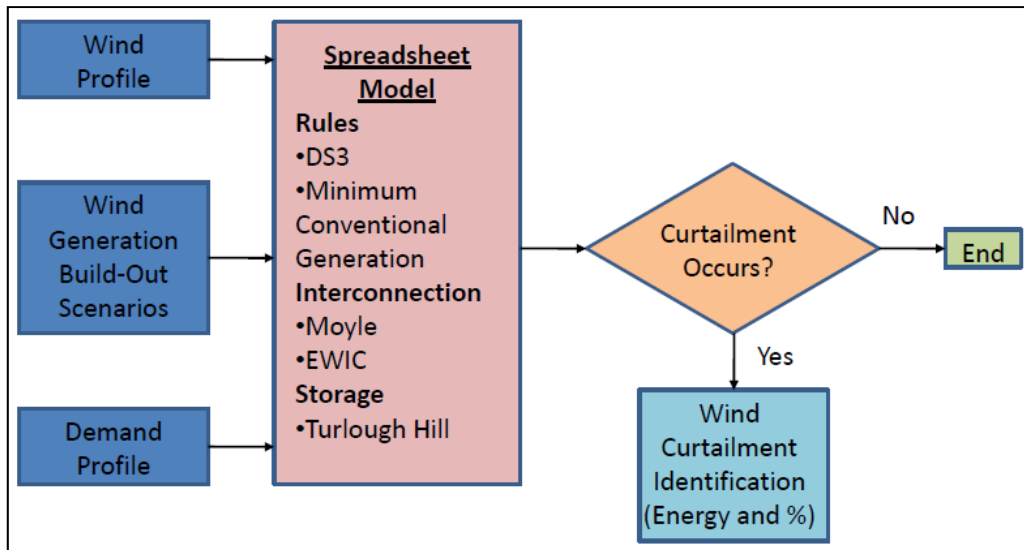 Wind
Profile
Wind
Generation
Build-Out
Scenarios
Demand
Profile
Spreadsheet
Model
Rules
•DS3
•Minimum
Conventional
Generation
Interconnection
•Moyle
•EWIC
Storage
•Turlough Hill
Curtailment
Occurs?
No
End
Yes
Wind
Curtailment
Identification
(Energy and %)